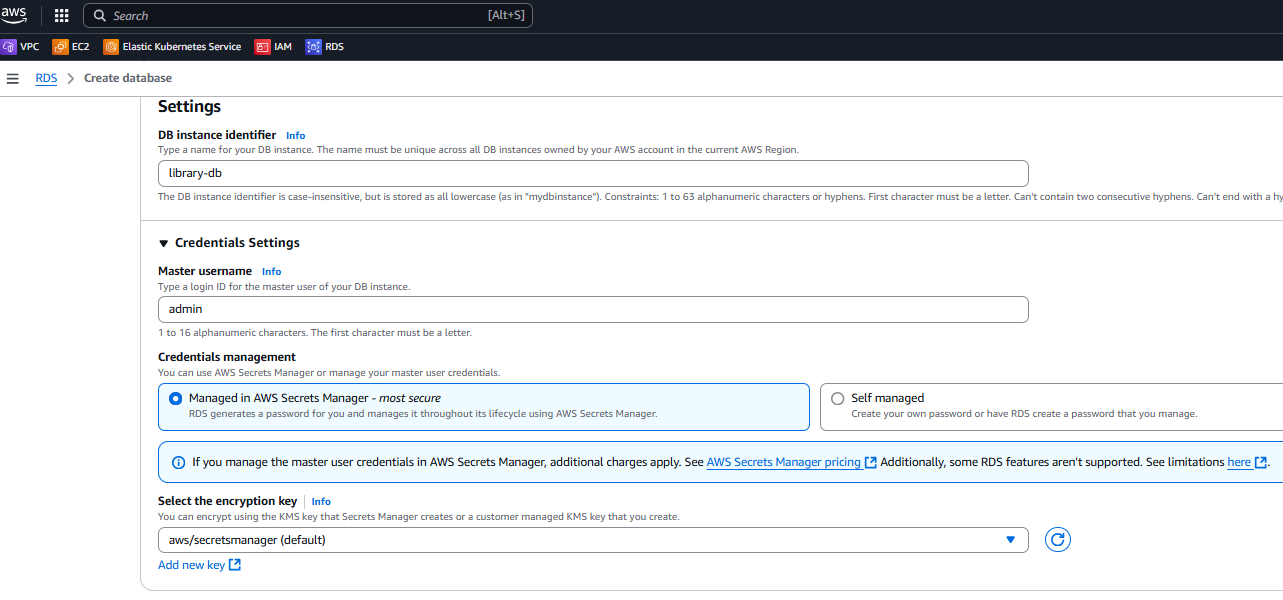 aws
Search [Alt+S]
VPC EC2 Elastic Kubernetes Service IAM RDS
RDS Create database
Settings
DB instance identifier Info
Type a name for your DB instance. The name must be unique across all DB instances owned by your AWS account in the current AWS Region.
library-db
The DB instance identifier is case-insensitive, but is stored as all lowercase (as in "mydbinstance"). Constraints: 1 to 63 alphanumeric characters or hyphens. First character must be a letter. Can't contain two consecutive hyphens. Can't end with a hy
Credentials Settings
Master username Info
Type a login ID for the master user of your DB instance.
admin
1 to 16 alphanumeric characters. The first character must be a letter.
Credentials management
You can use AWS Secrets Manager or manage your master user credentials.
Managed in AWS Secrets Manager - most secure
RDS generates a password for you and manages it throughout its lifecycle using AWS Secrets Manager.
Self managed
Create your own password or have RDS create a password that you manage.
If you manage the master user credentials in AWS Secrets Manager, additional charges apply. See AWS Secrets Manager pricing Additionally, some RDS features aren't supported. See limitations here .
Select the encryption key Info
You can encrypt using the KMS key that Secrets Manager creates or a customer managed KMS key that you create.
aws/secretsmanager (default)
Add new key